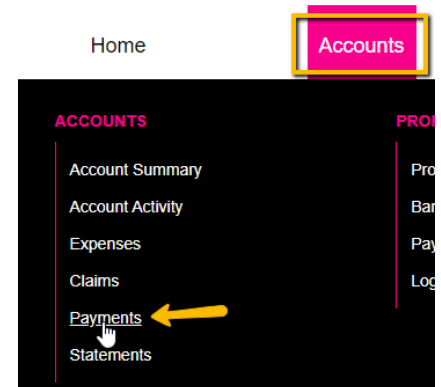 Home
Accounts
ACCOUNTS
Account Summary
Account Activity
Expenses
Claims
Payments
Statements